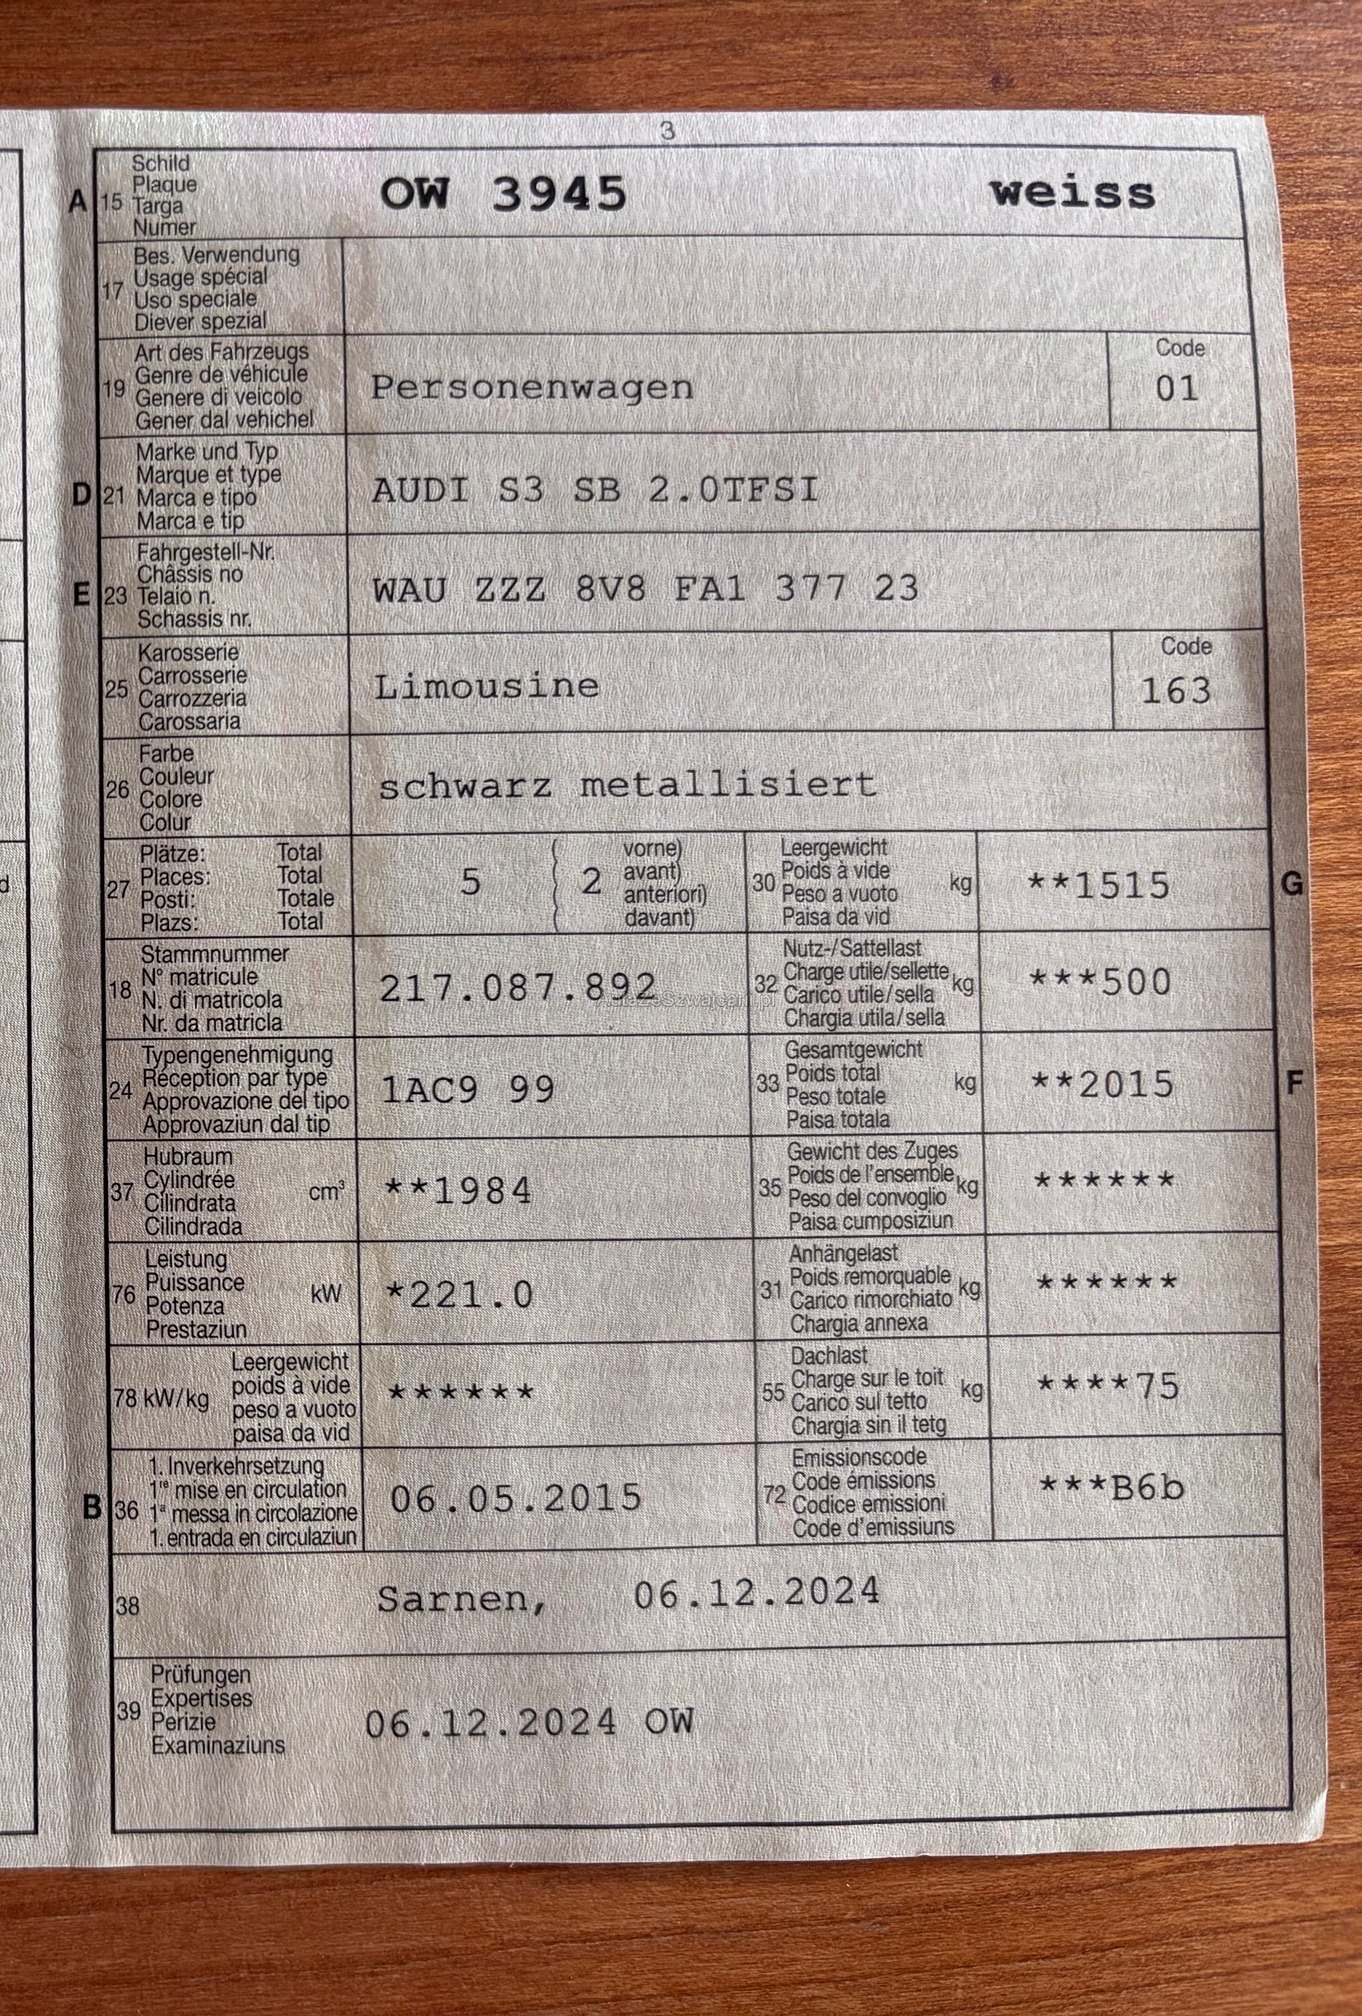 3
A 15 Schild
Plaque
Targa
Numer
OW 3945 weiss
17 Bes. Verwendung
Usage spécial
Uso speciale
Diever spezial
19 Art des Fahrzeugs
Genre de véhicule
Genere di veicolo
Gener dal vehichel
Personenwagen
Code
01
D 21 Marke und Typ
Marque et type
Marca e tipo
Marca e tip
AUDI S3 SB 2.0TFSI
E 23 Fahrgestell-Nr.
Châssis no
Telaio n.
Schassis nr.
WAU ZZZ 8V8 FA1 377 23
25 Karosserie
Carrosserie
Carrozzeria
Carossaria
Limousine
Code
163
26 Farbe
Couleur
Colore
Colur
schwarz metallisiert
27 Plätze: Total
Places: Total
Posti: Totale
Plazs: Total
5 ( 2 vorne)
avant)
anteriori)
davant)
30 Leergewicht
Poids à vide
Peso a vuoto
Paisa da vid
kg
**1515
G
18 Stammnummer
N° matricule
N. di matricola
Nr. da matricla
217.087.892
32 Nutz-/Sattellast
Charge utile/sellette
Carico utile/sella
Chargia utila/sella
kg
***500
24 Typengenehmigung
Réception par type
Approvazione del tipo
Approvaziun dal tip
1AC9 99
33 Gesamtgewicht
Poids total
Peso totale
Paisa totala
kg
**2015
F
37 Hubraum
Cylindrée
Cilindrata
Cilindrada
cm³
**1984
35 Gewicht des Zuges
Poids de l'ensemble
Peso del convoglio
Paisa cumposiziun
kg
******
76 Leistung
Puissance
Potenza
Prestaziun
kW
*221.0
31 Anhängelast
Poids remorquable
Carico rimorchiato
Chargia annexa
kg
******
78 kW/kg Leergewicht
poids à vide
peso a vuoto
paisa da vid
******
55 Dachlast
Charge sur le toit
Carico sul tetto
Chargia sin il tetg
kg
****75
B 36 1. Inverkehrsetzung
1re mise en circulation
1a messa in circolazione
1. entrada en circulaziun
06.05.2015
72 Emissionscode
Code émissions
Codice emissioni
Code d'emissiuns
***B6b
38 Sarnen, 06.12.2024
39 Prüfungen
Expertises
Perizie
Examinaziuns
06.12.2024 OW
d